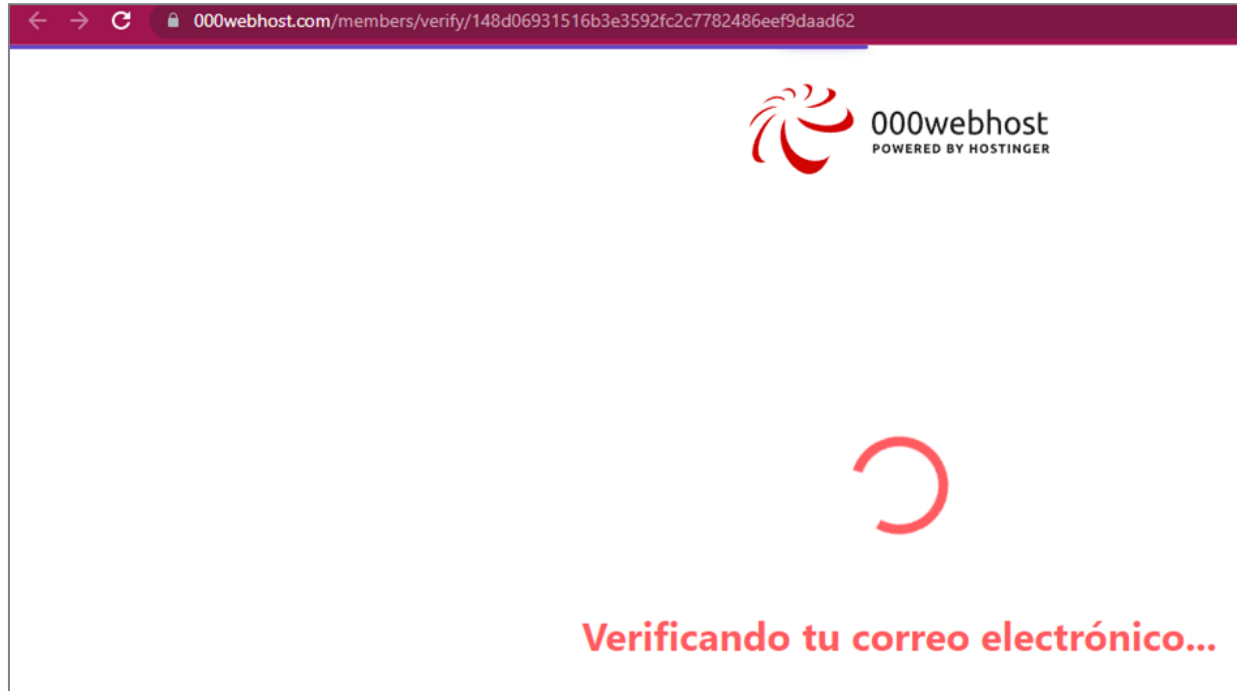 000webhost.com/members/verify/148d06931516b3e3592fc2c7782486eef9daad62
000webhost
POWERED BY HOSTINGER
Verificando tu correo electrónico...